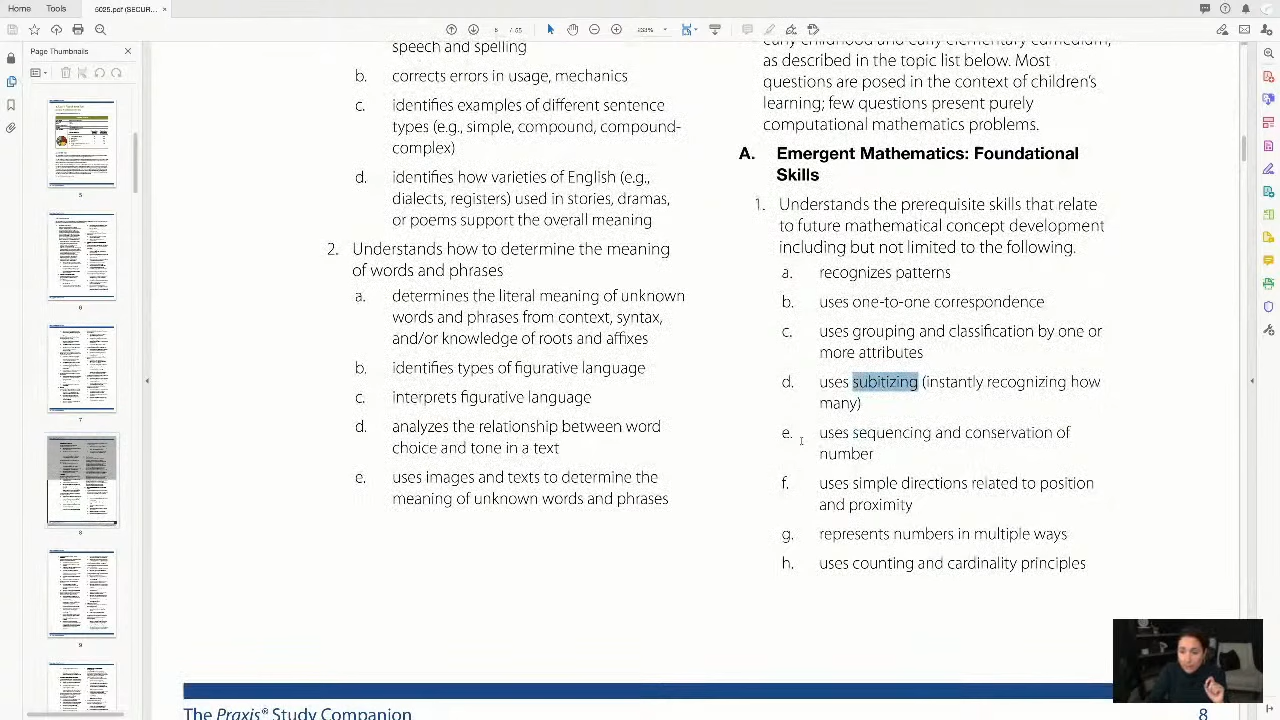 Home Tools 5025.pdf (SECUR... ×
Page Thumbnails
5
6
7
8
9
speech and spelling
b. corrects errors in usage, mechanics
c. identifies examples of different sentence
types (e.g., simple, compound, compound-
complex)
d. identifies how varieties of English (e.g.,
dialects, registers) used in stories, dramas,
or poems support the overall meaning
2. Understands how to determine the meaning
of words and phrases
a. determines the literal meaning of unknown
words and phrases from context, syntax,
and/or knowledge of roots and affixes
b. identifies types of figurative language
c. interprets figurative language
d. analyzes the relationship between word
choice and tone in a text
e. uses images and text to determine the
meaning of unknown words and phrases
early childhood and early elementary curriculum,
as described in the topic list below. Most
questions are posed in the context of children's
learning; few questions present purely
computational mathematics problems.
A. Emergent Mathematics: Foundational
Skills
1. Understands the prerequisite skills that relate
to future mathematical concept development
including but not limited to the following.
recognizes patterns
b. uses one-to-one correspondence
uses grouping and classification by one or
more attributes
uses subitizing (instantly recognizing how
many)
e. uses sequencing and conservation of
number
f. uses simple directions related to position
and proximity
g. represents numbers in multiple ways
h. uses counting and cardinality principles
The Praxis® Study Companion 8